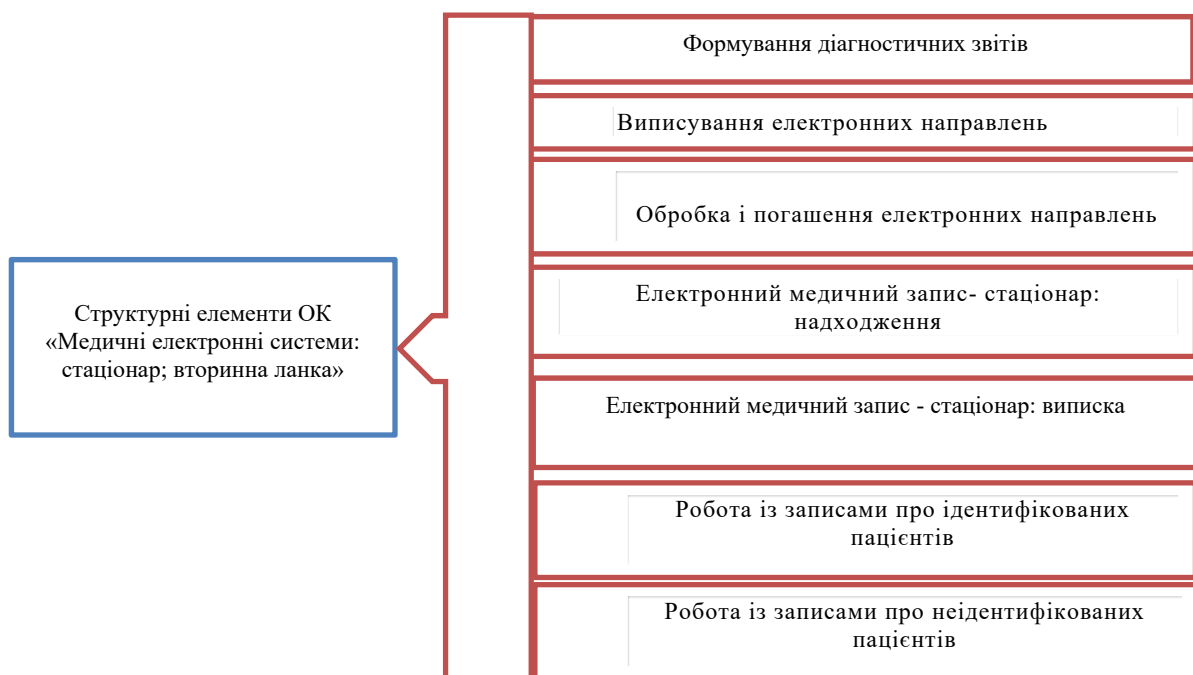 Формування діагностичних звітів
Виписування електронних направлень
Обробка і погашення електронних направлень
Структурні елементи ОК
«Медичні електронні системи:
стаціонар; вторинна ланка»
Електронний медичний запис- стаціонар:
надходження
Електронний медичний запис - стаціонар: виписка
Робота із записами про ідентифікованих
пацієнтів
Робота із записами про неідентифікованих
пацієнтів